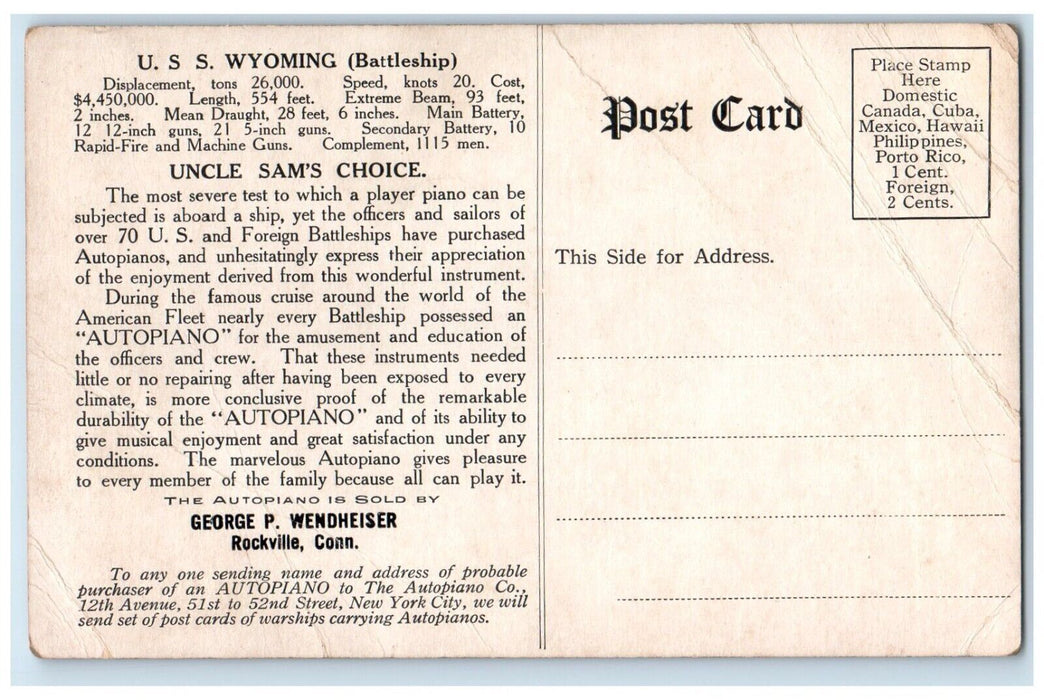 U. S S. WYOMING (Battleship)
Displacement, tons 26,000. Speed, knots 20. Cost,
$4,450,000. Length, 554 feet. Extreme Beam, 93 feet,
2 inches. Mean Draught, 28 feet, 6 inches. Main Battery,
12 12-inch guns, 21 5-inch guns. Secondary Battery, 10
Rapid-Fire and Machine Guns. Complement, 1115 men.
UNCLE SAM'S CHOICE.
The most severe test to which a player piano can be
subjected is aboard a ship, yet the officers and sailors of
over 70 U. S. and Foreign Battleships have purchased
Autopianos, and unhesitatingly express their appreciation
of the enjoyment derived from this wonderful instrument.
During the famous cruise around the world of the
American Fleet nearly every Battleship possessed an
"AUTOPIANO" for the amusement and education of
the officers and crew. That these instruments needed
little or no repairing after having been exposed to every
climate, is more conclusive proof of the remarkable
durability of the "AUTOPIANO" and of its ability to
give musical enjoyment and great satisfaction under any
conditions. The marvelous Autopiano gives pleasure
to every member of the family because all can play it.
THE AUTOPIANO IS SOLD BY
GEORGE P. WENDHEISER
Rockville, Conn.
To any one sending name and address of probable
purchaser of an AUTOPIANO to The Autopiano Co.,
12th Avenue, 51st to 52nd Street, New York City, we will
send set of post cards of warships carrying Autopianos.
Post Card
Place Stamp
Here
Domestic
Canada, Cuba,
Mexico, Hawaii
Philippines,
Porto Rico,
1 Cent.
Foreign,
2 Cents.
This Side for Address.